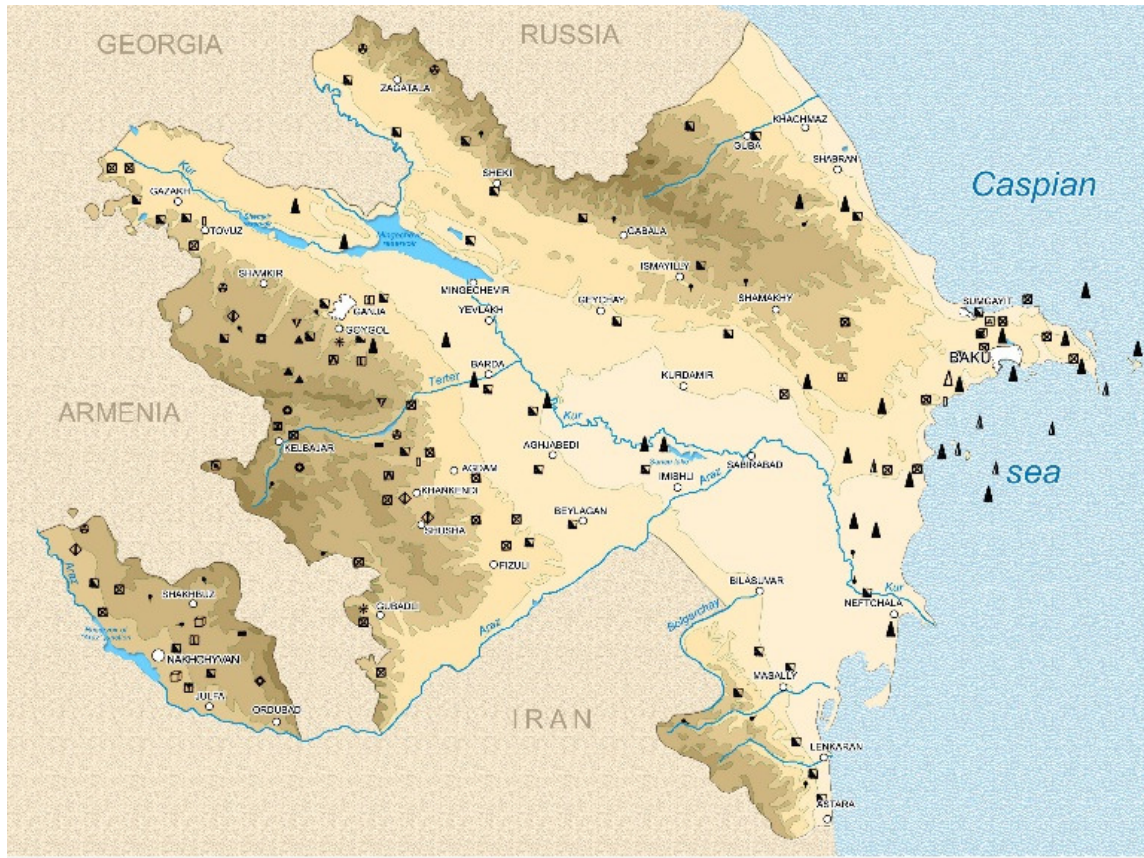 GEORGIA
RUSSIA
ZAGATALA
KHACHMAZ
GUBA
SHABRAN
Kur
SHEKI
GAZAKH
Caspian
TOVUZ
GABALA
Mingechevir
reservoir
ISMAYILLY
SHAMKIR
MINGECHEVIR
GEYCHAY
SHAMAKHY
SUMGAYIT
GANJA
YEVLAKH
GOYGOL
BAKU
BARDA
Terter
KURDAMIR
ARMENIA
Kur
KELBAJAR
AGHJABEDI
SABIRABAD
AGDAM
Araz
IMISHLI
sea
KHANKENDI
SHUSHA
BEYLAGAN
Araz
FIZULI
BILASUVAR
SHAKHBUZ
Kur
NEFTCHALA
GUBADLI
Bolgarchay
Araz
NAKHCHYVAN
MASALLY
JULFA
ORDUBAD
IRAN
LENKARAN
ASTARA